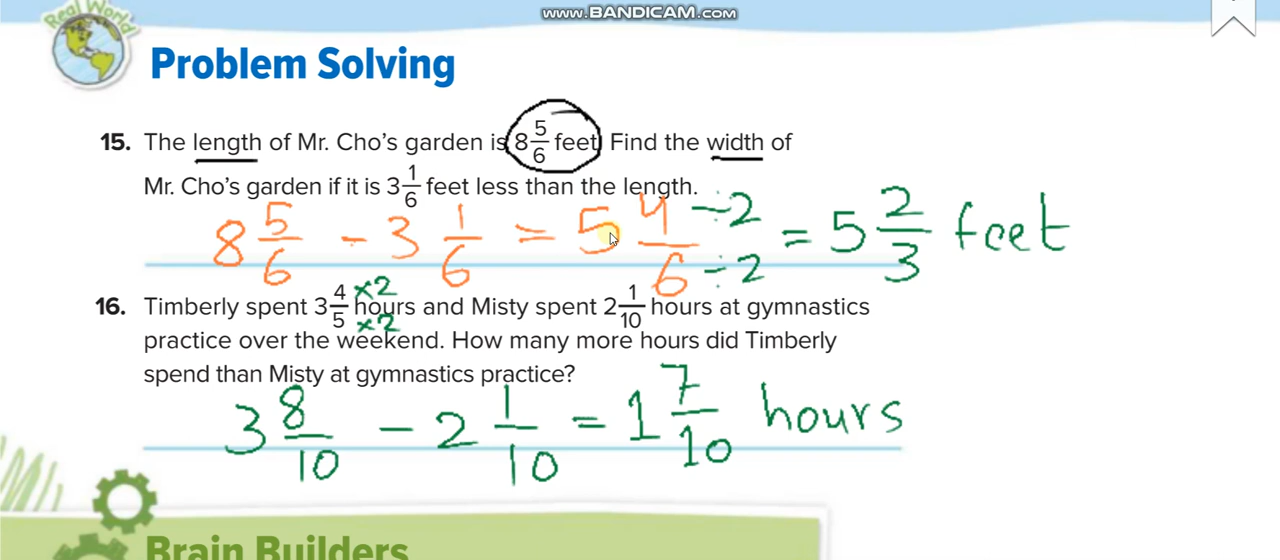 www.BANDICAM.com
Real World
Problem Solving
15. The length of Mr. Cho's garden is 8 5/6 feet. Find the width of
Mr. Cho's garden if it is 3 1/6 feet less than the length.
8 5/6 - 3 1/6 = 5 4/6 ÷2/÷2 = 5 2/3 feet
16. Timberly spent 3 4/5 ×2/×2 hours and Misty spent 2 1/10 hours at gymnastics
practice over the weekend. How many more hours did Timberly
spend than Misty at gymnastics practice?
3 8/10 - 2 1/10 = 1 7/10 hours
Brain Builders